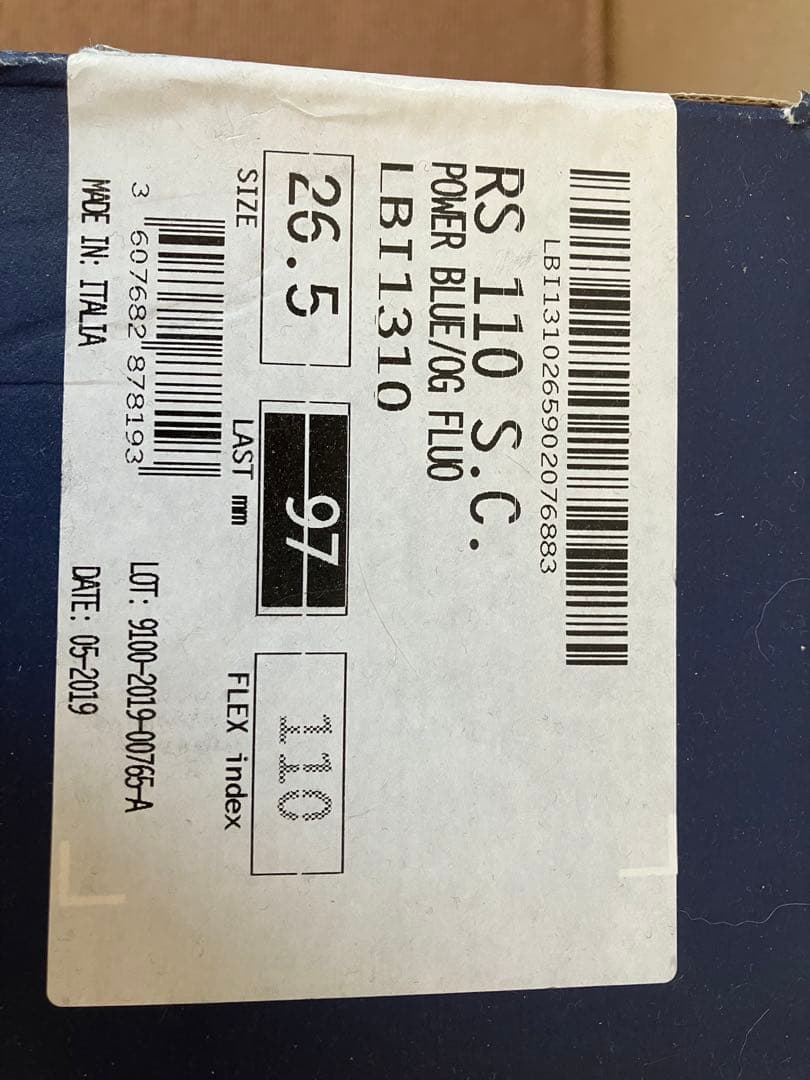 LBI1310265902076883
RS 110 S.C.
POWER BLUE/OG FLUO
LBI1310
26.5
97
110
SIZE
LAST mm
FLEX index
3 607682 878193
LOT: 9100-2019-00765-A
MADE IN: ITALIA
DATE: 05-2019